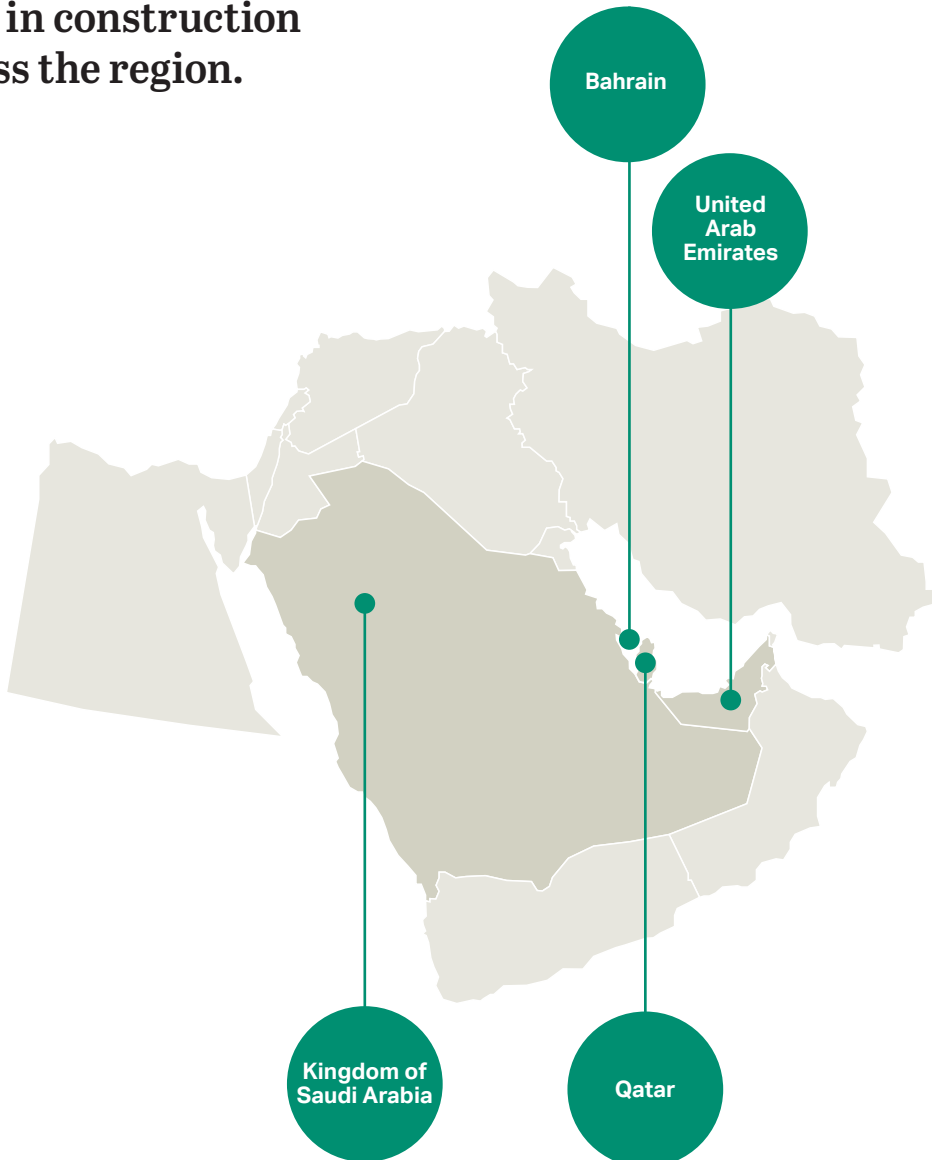 in construction
ss the region.
Bahrain
United
Arab
Emirates
Kingdom of
Saudi Arabia
Qatar